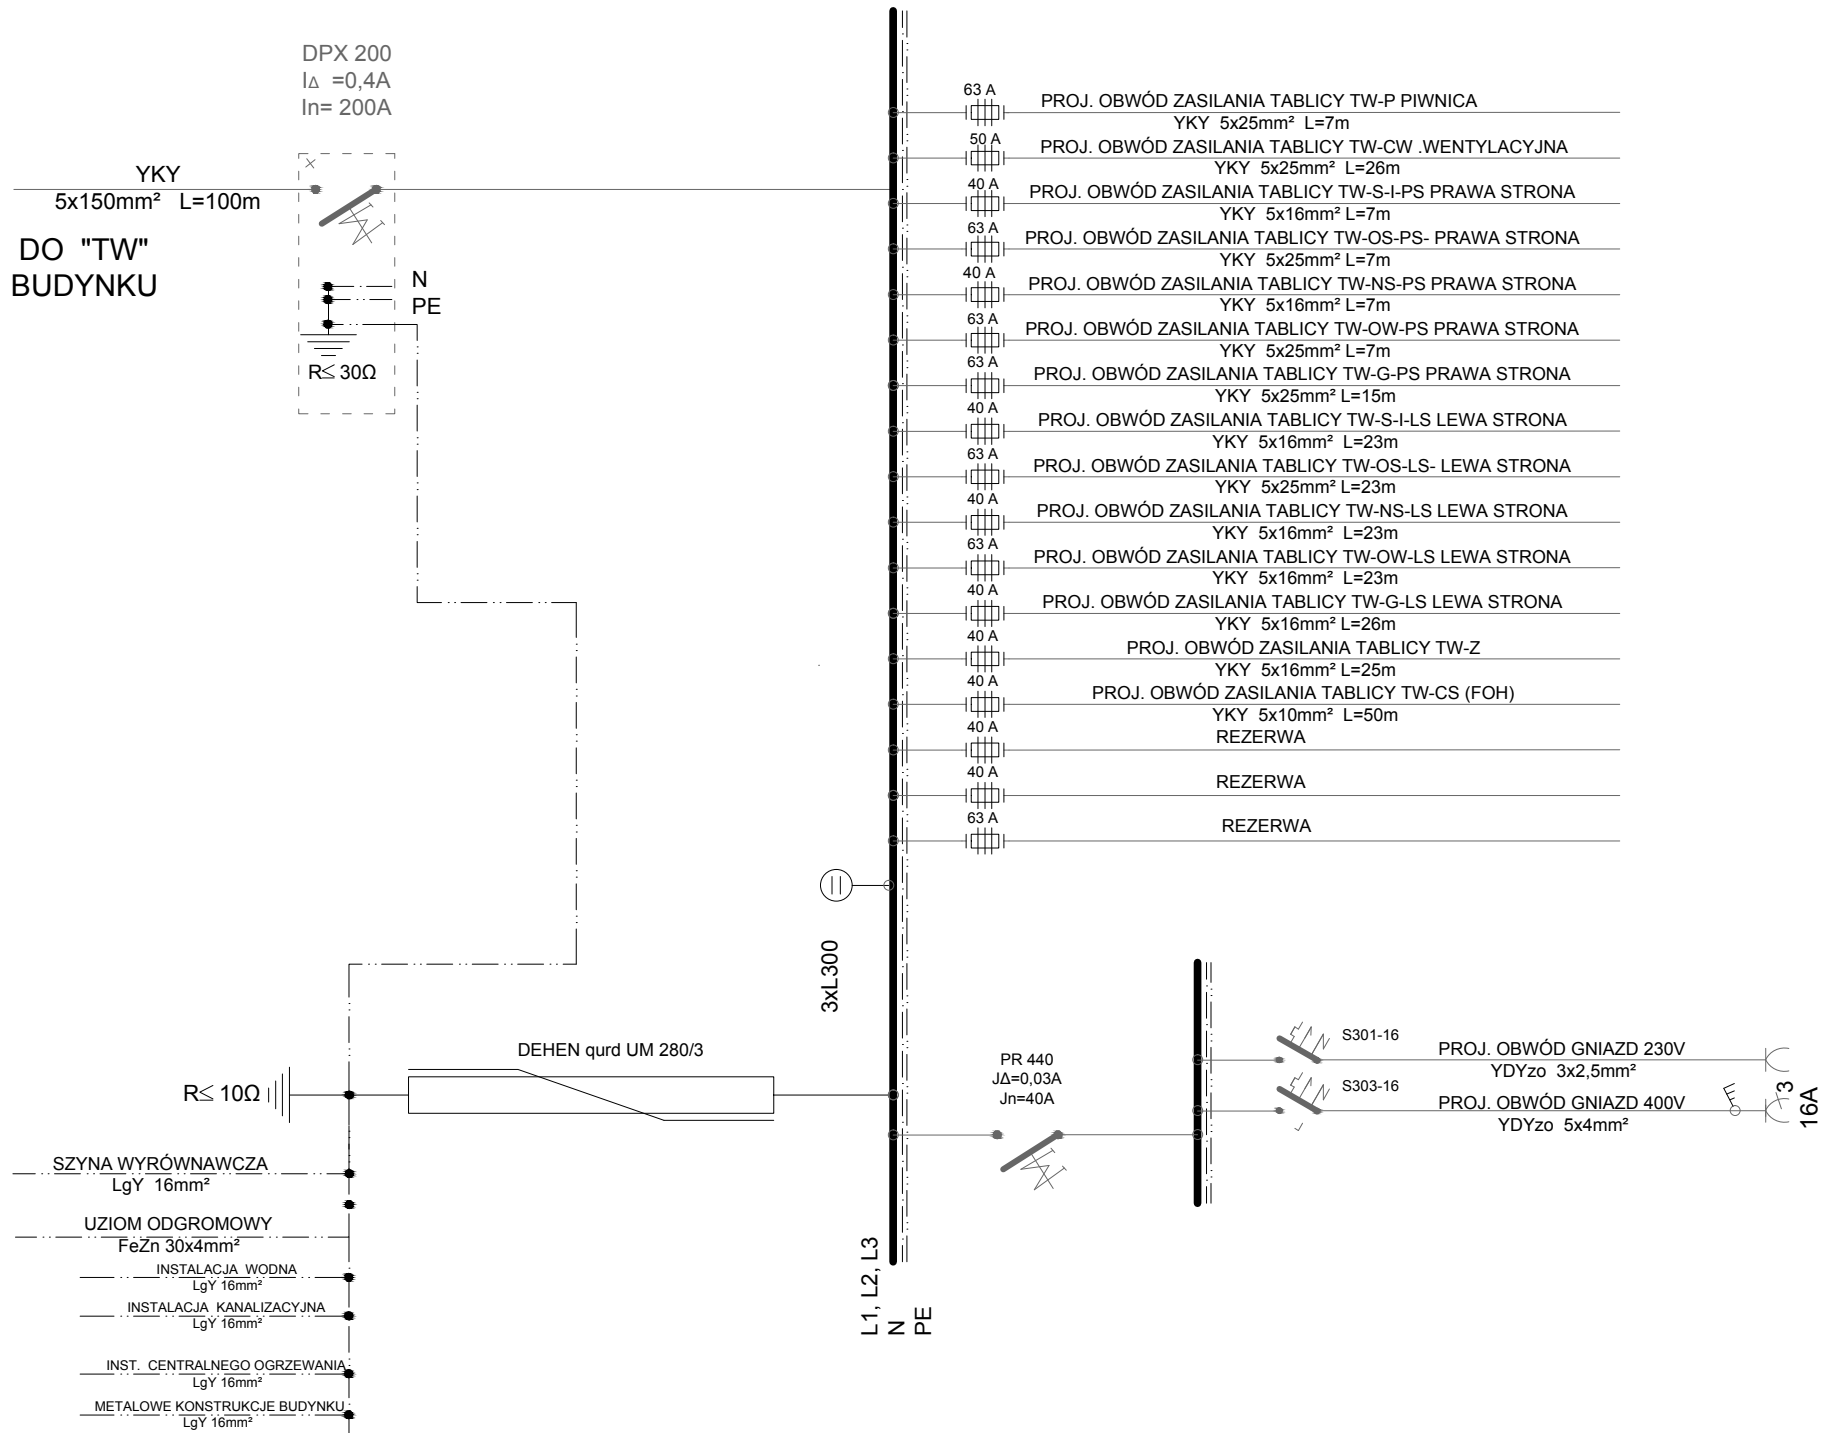 DPX 200
IΔ =0,4A
In= 200A
YKY
5x150mm² L=100m
DO "TW"
BUDYNKU
N
PE
R≤ 30Ω
63 A
PROJ. OBWÓD ZASILANIA TABLICY TW-P PIWNICA
YKY 5x25mm² L=7m
50 A
PROJ. OBWÓD ZASILANIA TABLICY TW-CW .WENTYLACYJNA
YKY 5x25mm² L=26m
40 A
PROJ. OBWÓD ZASILANIA TABLICY TW-S-I-PS PRAWA STRONA
YKY 5x16mm² L=7m
63 A
PROJ. OBWÓD ZASILANIA TABLICY TW-OS-PS- PRAWA STRONA
YKY 5x25mm² L=7m
40 A
PROJ. OBWÓD ZASILANIA TABLICY TW-NS-PS PRAWA STRONA
YKY 5x16mm² L=7m
63 A
PROJ. OBWÓD ZASILANIA TABLICY TW-OW-PS PRAWA STRONA
YKY 5x25mm² L=7m
63 A
PROJ. OBWÓD ZASILANIA TABLICY TW-G-PS PRAWA STRONA
YKY 5x25mm² L=15m
40 A
PROJ. OBWÓD ZASILANIA TABLICY TW-S-I-LS LEWA STRONA
YKY 5x16mm² L=23m
63 A
PROJ. OBWÓD ZASILANIA TABLICY TW-OS-LS- LEWA STRONA
YKY 5x25mm² L=23m
40 A
PROJ. OBWÓD ZASILANIA TABLICY TW-NS-LS LEWA STRONA
YKY 5x16mm² L=23m
63 A
PROJ. OBWÓD ZASILANIA TABLICY TW-OW-LS LEWA STRONA
YKY 5x16mm² L=23m
40 A
PROJ. OBWÓD ZASILANIA TABLICY TW-G-LS LEWA STRONA
YKY 5x16mm² L=26m
40 A
PROJ. OBWÓD ZASILANIA TABLICY TW-Z
YKY 5x16mm² L=25m
40 A
PROJ. OBWÓD ZASILANIA TABLICY TW-CS (FOH)
YKY 5x10mm² L=50m
40 A
REZERWA
40 A
REZERWA
63 A
REZERWA
3xL300
DEHEN qurd UM 280/3
R≤ 10Ω
PR 440
JΔ=0,03A
Jn=40A
S301-16
PROJ. OBWÓD GNIAZD 230V
YDYzo 3x2,5mm²
S303-16
PROJ. OBWÓD GNIAZD 400V
YDYzo 5x4mm²
3
16A
SZYNA WYRÓWNAWCZA
LgY 16mm²
UZIOM ODGROMOWY
FeZn 30x4mm²
INSTALACJA WODNA
LgY 16mm²
INSTALACJA KANALIZACYJNA
LgY 16mm²
INST. CENTRALNEGO OGRZEWANIA
LgY 16mm²
METALOWE KONSTRUKCJE BUDYNKU
LgY 16mm²
L1, L2, L3
N
PE